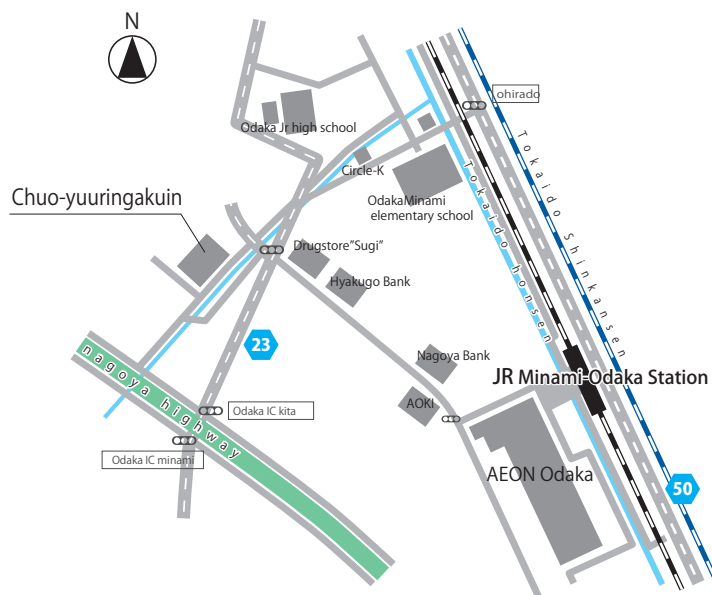 N
ohirado
Odaka Jr high school
Circle-K
OdakaMinami
elementary school
Tokaido honsen
Tokaido Shinkansen
Chuo-yuuringakuin
Drugstore"Sugi"
Hyakugo Bank
23
nagoya highway
Nagoya Bank
JR Minami-Odaka Station
AOKI
Odaka IC kita
Odaka IC minami
AEON Odaka
50